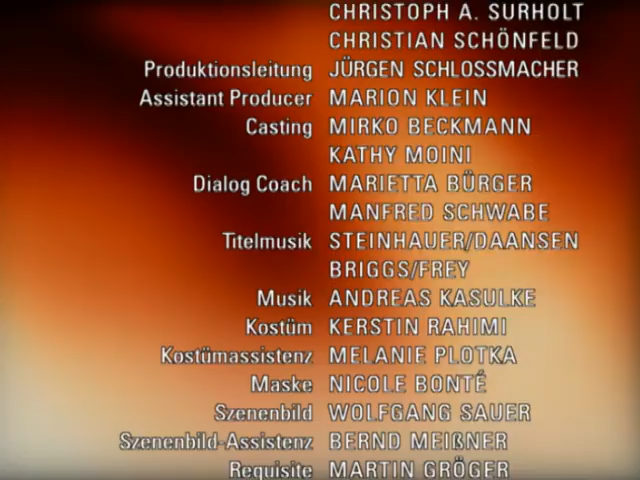 CHRISTOPH A. SURHOLT
CHRISTIAN SCHÖNFELD
Produktionsleitung JÜRGEN SCHLOSSMACHER
Assistant Producer MARION KLEIN
Casting MIRKO BECKMANN
KATHY MOINI
Dialog Coach MARIETTA BÜRGER
MANFRED SCHWABE
Titelmusik STEINHAUER/DAANSEN
BRIGGS/FREY
Musik ANDREAS KASULKE
Kostüm KERSTIN RAHIMI
Kostümassistenz MELANIE PLOTKA
Maske NICOLE BONTÉ
Szenenbild WOLFGANG SAUER
Szenenbild-Assistenz BERND MEIßNER
Requisite MARTIN GRÖGER